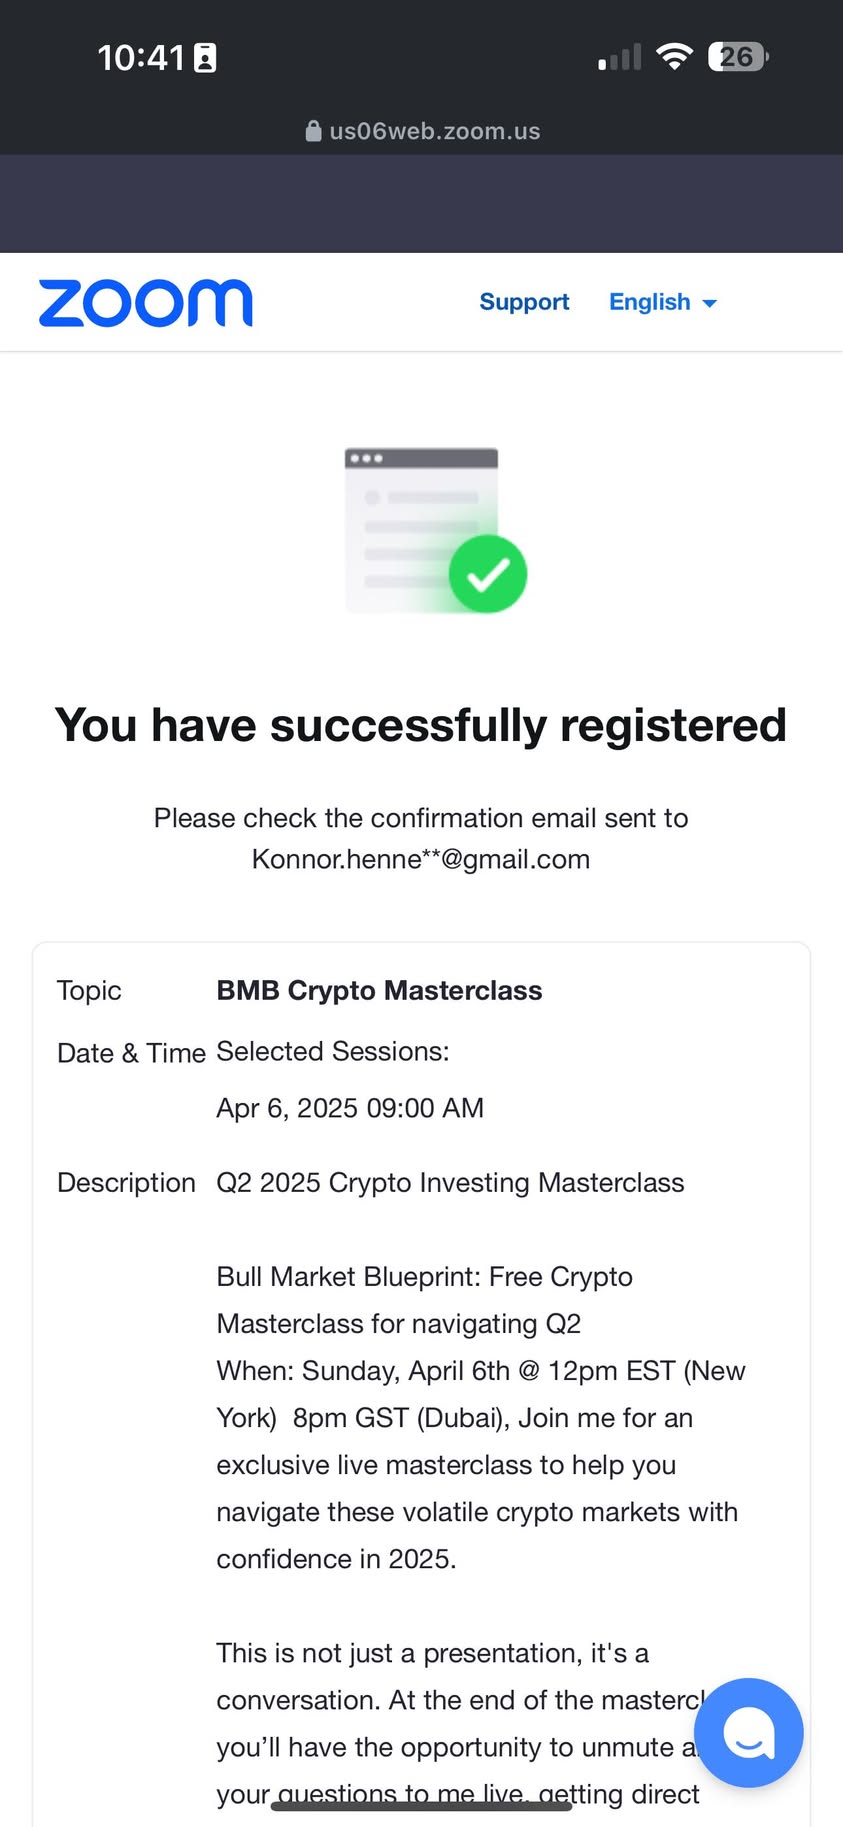 10:41
26
us06web.zoom.us
zoom
Support English
You have successfully registered
Please check the confirmation email sent to
Konnor.henne**@gmail.com
Topic BMB Crypto Masterclass
Date & Time Selected Sessions:
Apr 6, 2025 09:00 AM
Description Q2 2025 Crypto Investing Masterclass
Bull Market Blueprint: Free Crypto
Masterclass for navigating Q2
When: Sunday, April 6th @ 12pm EST (New
York)  8pm GST (Dubai), Join me for an
exclusive live masterclass to help you
navigate these volatile crypto markets with
confidence in 2025.
This is not just a presentation, it's a
conversation. At the end of the
you’ll have the opportunity to unmute
your questions to me live, getting direct